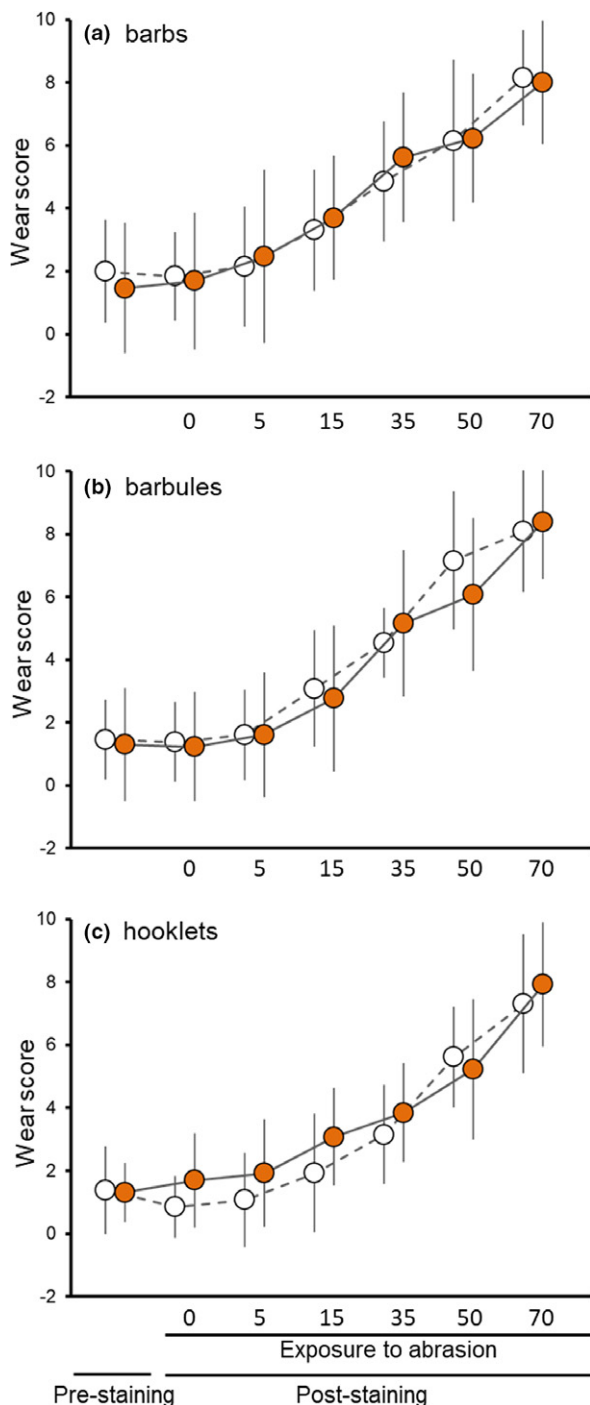 (a) barbs
10
8
6
4
2
0
-2
Wear score
0 5 15 35 50 70
(b) barbules
10
8
6
4
2
0
-2
Wear score
0 5 15 35 50 70
(c) hooklets
10
8
6
4
2
0
-2
Wear score
0 5 15 35 50 70
Exposure to abrasion
Pre-staining Post-staining